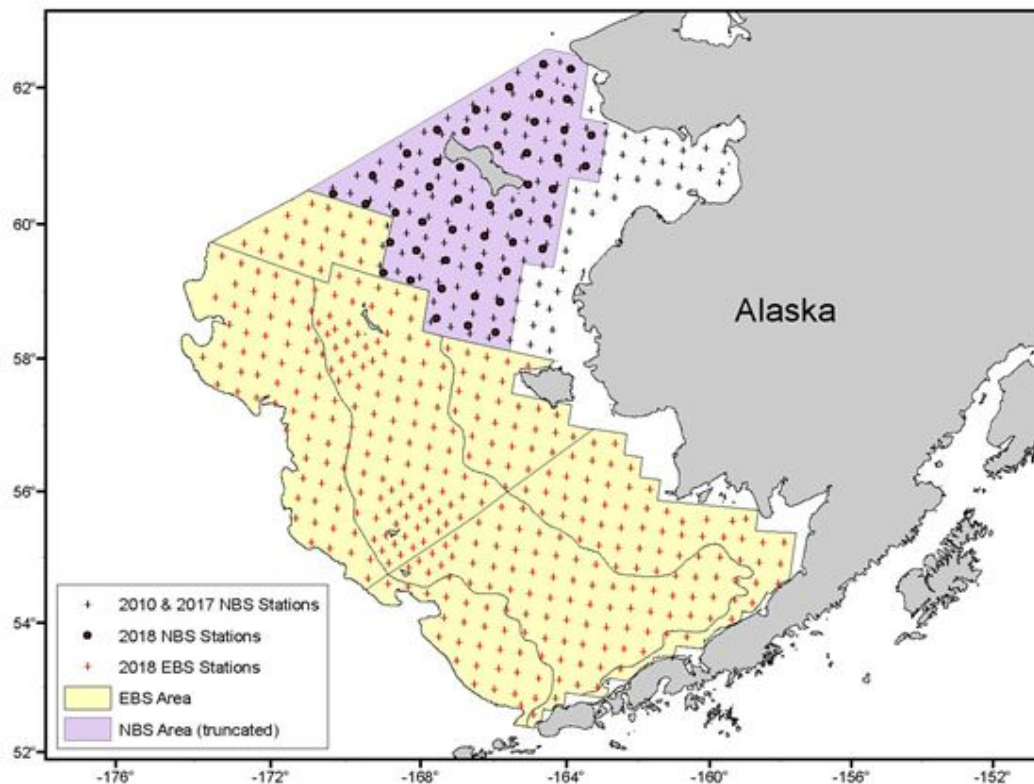 62°
60°
58°
56°
54°
52°
Alaska
2010 & 2017 NBS Stations
2018 NBS Stations
2018 EBS Stations
EBS Area
NBS Area (truncated)
-176° -172° -168° -164° -160° -156° -152°